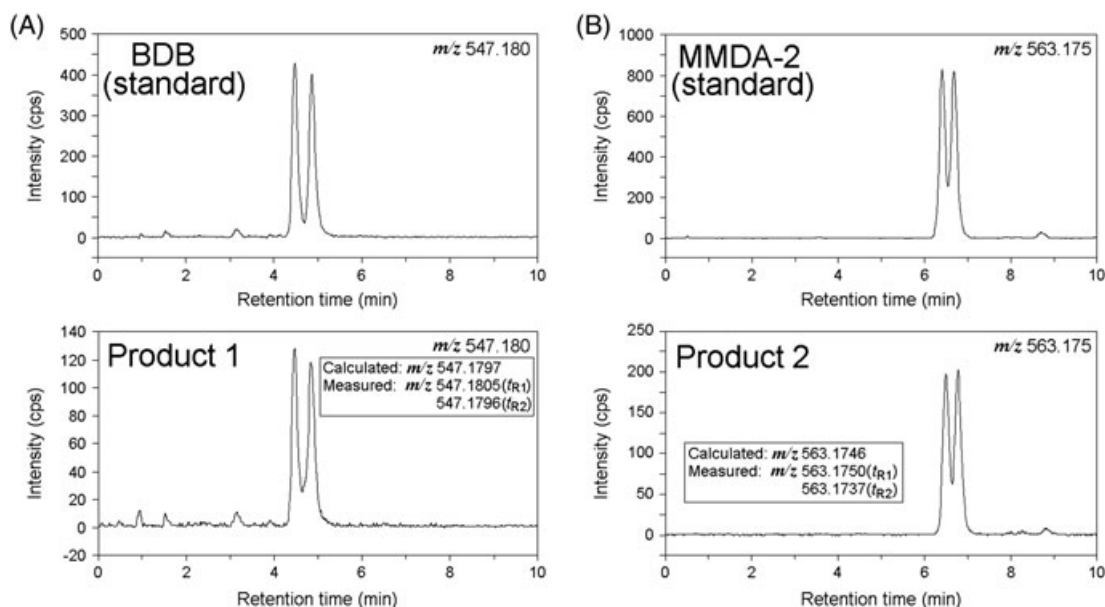 (A)
BDB
(standard)
m/z 547.180
Intensity (cps)
500
400
300
200
100
0
0 2 4 6 8 10
Retention time (min)
Product 1
m/z 547.180
Calculated: m/z 547.1797
Measured: m/z 547.1805(tR1)
547.1796(tR2)
Intensity (cps)
140
120
100
80
60
40
20
0
-20
0 2 4 6 8 10
Retention time (min)
(B)
MMDA-2
(standard)
m/z 563.175
Intensity (cps)
1000
800
600
400
200
0
0 2 4 6 8 10
Retention time (min)
Product 2
m/z 563.175
Calculated: m/z 563.1746
Measured: m/z 563.1750(tR1)
563.1737(tR2)
Intensity (cps)
250
200
150
100
50
0
0 2 4 6 8 10
Retention time (min)